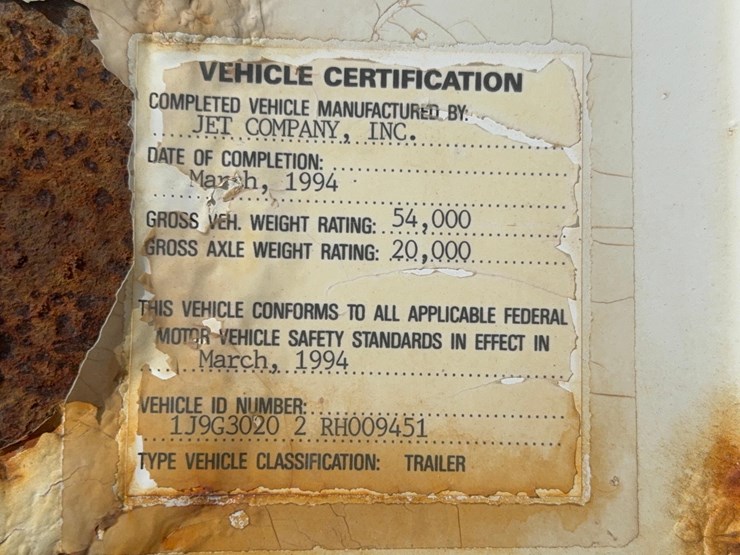 VEHICLE CERTIFICATION
COMPLETED VEHICLE MANUFACTURED BY:
JET COMPANY, INC.
DATE OF COMPLETION:
March, 1994
GROSS VEH. WEIGHT RATING: 54,000
GROSS AXLE WEIGHT RATING: 20,000
THIS VEHICLE CONFORMS TO ALL APPLICABLE FEDERAL
MOTOR VEHICLE SAFETY STANDARDS IN EFFECT IN
March, 1994
VEHICLE ID NUMBER:
1J9G3020 2 RH009451
TYPE VEHICLE CLASSIFICATION: TRAILER